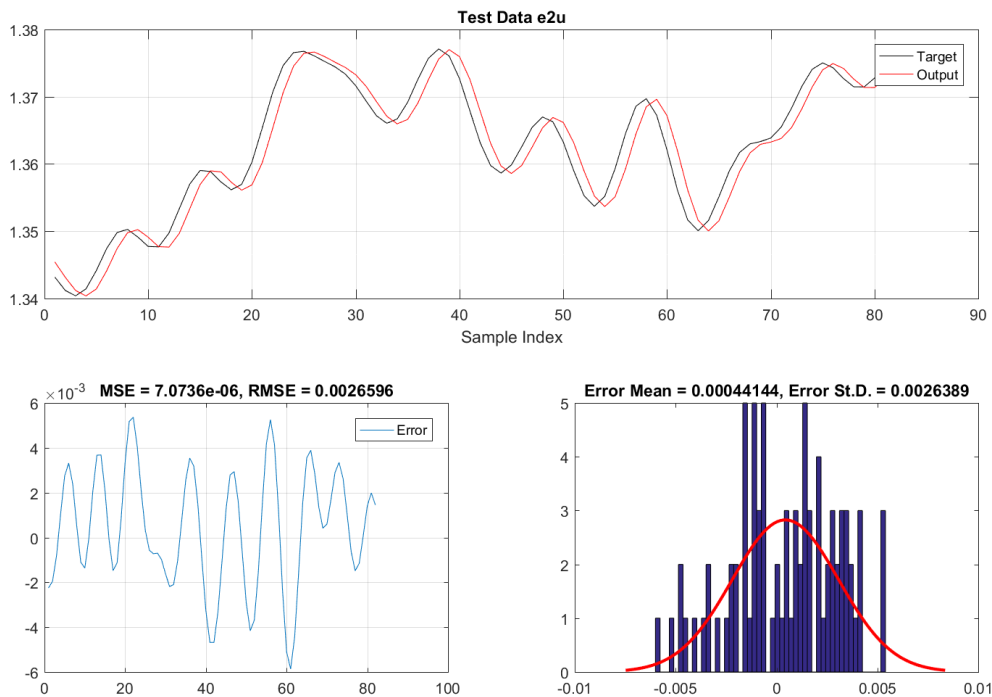 Test Data e2u
1.38
1.37
1.36
1.35
1.34
0 10 20 30 40 50 60 70 80 90
Sample Index
Target
Output
×10^-3
MSE = 7.0736e-06, RMSE = 0.0026596
6
4
2
0
-2
-4
-6
0 20 40 60 80 100
Error
Error Mean = 0.00044144, Error St.D. = 0.0026389
5
4
3
2
1
0
-0.01 -0.005 0 0.005 0.01